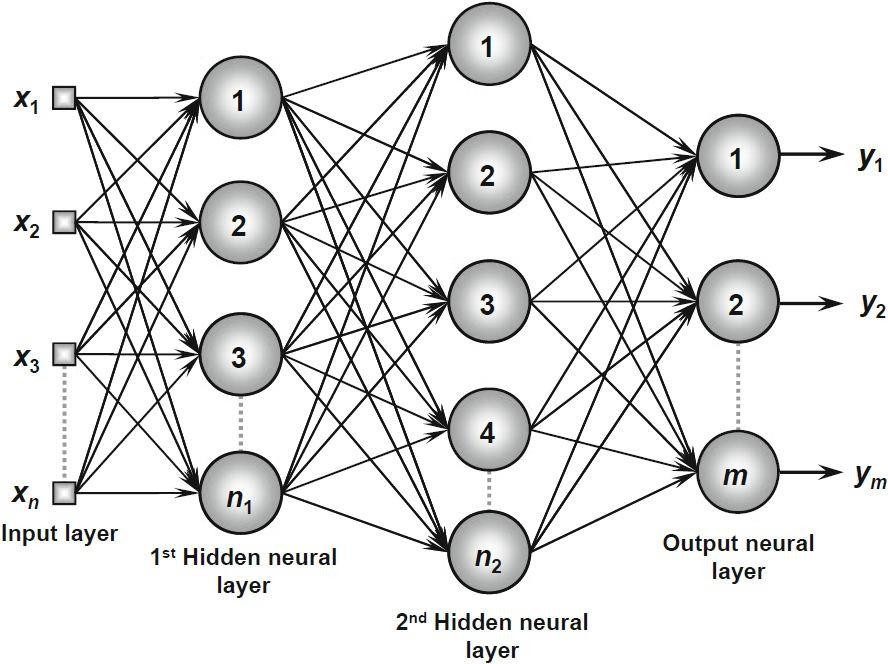 x1
x2
x3
xn
Input layer
1
2
3
n1
1st Hidden neural
layer
1
2
3
4
n2
2nd Hidden neural
layer
1
2
m
Output neural
layer
y1
y2
ym